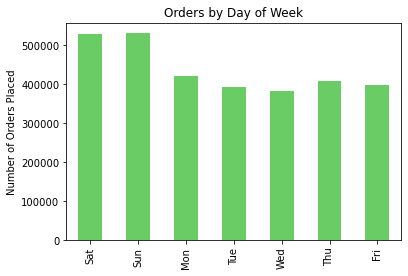 Orders by Day of Week
Number of Orders Placed
500000
400000
300000
200000
100000
0
Sat
Sun
Mon
Tue
Wed
Thu
Fri